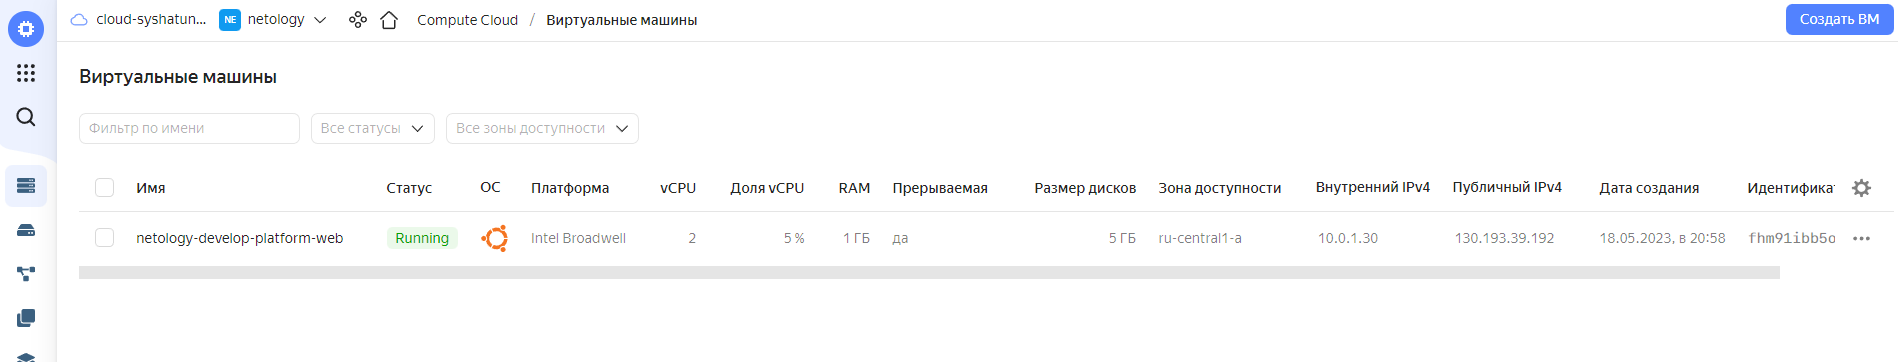 cloud-syshatun... NE netology Compute Cloud / Виртуальные машины Создать ВМ
Виртуальные машины
Фильтр по имени Все статусы Все зоны доступности
Имя Статус ОС Платформа vCPU Доля vCPU RAM Прерываемая Размер дисков Зона доступности Внутренний IPv4 Публичный IPv4 Дата создания Идентификат
netology-develop-platform-web Running Intel Broadwell 2 5 % 1 ГБ да 5 ГБ ru-central1-a 10.0.1.30 130.193.39.192 18.05.2023, в 20:58 fhm91ibb5o